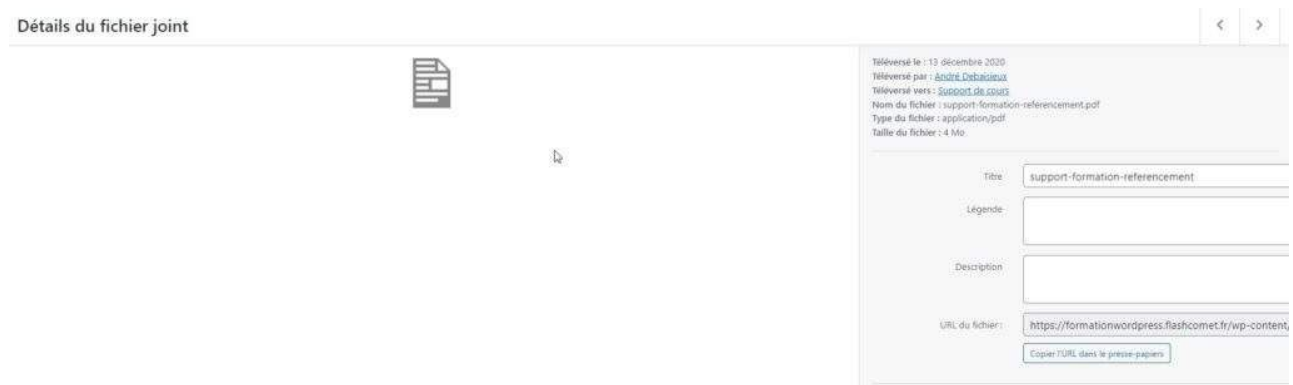 Détails du fichier joint
Téléversé le : 13 décembre 2020
Téléversé par : André Debaisieux
Téléversé vers : Support de cours
Nom du fichier : support-formation-referencement.pdf
Type du fichier : application/pdf
Taille du fichier : 4 Mo
Titre
support-formation-referencement
Légende
Description
URL du fichier :
https://formationwordpress.flashcomet.fr/wp-content/
Copier l'URL dans le presse-papiers